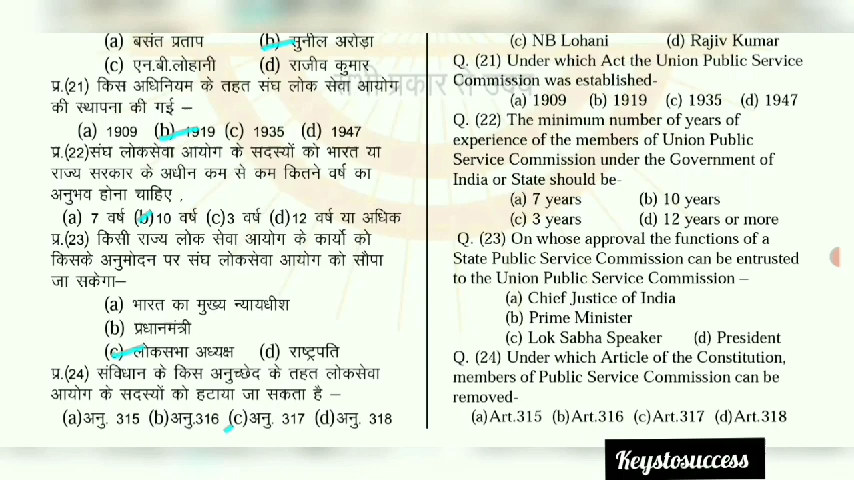 (a) बसंत प्रताप (b) सुनील अरोड़ा
(c) एन.बी.लोहानी (d) राजीव कुमार
प्र.(21) किस अधिनियम के तहत संघ लोक सेवा आयोग
की स्थापना की गई –
(a) 1909 (b) 1919 (c) 1935 (d) 1947
प्र.(22)संघ लोकसेवा आयोग के सदस्यों को भारत या
राज्य सरकार के अधीन कम से कम कितने वर्ष का
अनुभव होना चाहिए ,
(a) 7 वर्ष (b)10 वर्ष (c)3 वर्ष (d)12 वर्ष या अधिक
प्र.(23) किसी राज्य लोक सेवा आयोग के कार्यो को
किसके अनुमोदन पर संघ लोकसेवा आयोग को सौपा
जा सकेगा–
(a) भारत का मुख्य न्यायधीश
(b) प्रधानमंत्री
(c) लोकसभा अध्यक्ष (d) राष्ट्रपति
प्र.(24) संविधान के किस अनुच्छेद के तहत लोकसेवा
आयोग के सदस्यों को हटाया जा सकता है –
(a)अनु. 315 (b)अनु.316 (c)अनु. 317 (d)अनु. 318
(c) NB Lohani (d) Rajiv Kumar
Q. (21) Under which Act the Union Public Service
Commission was established-
(a) 1909 (b) 1919 (c) 1935 (d) 1947
Q. (22) The minimum number of years of
experience of the members of Union Public
Service Commission under the Government of
India or State should be-
(a) 7 years (b) 10 years
(c) 3 years (d) 12 years or more
Q. (23) On whose approval the functions of a
State Public Service Commission can be entrusted
to the Union Public Service Commission –
(a) Chief Justice of India
(b) Prime Minister
(c) Lok Sabha Speaker (d) President
Q. (24) Under which Article of the Constitution,
members of Public Service Commission can be
removed-
(a)Art.315 (b)Art.316 (c)Art.317 (d)Art.318
Keystosuccess